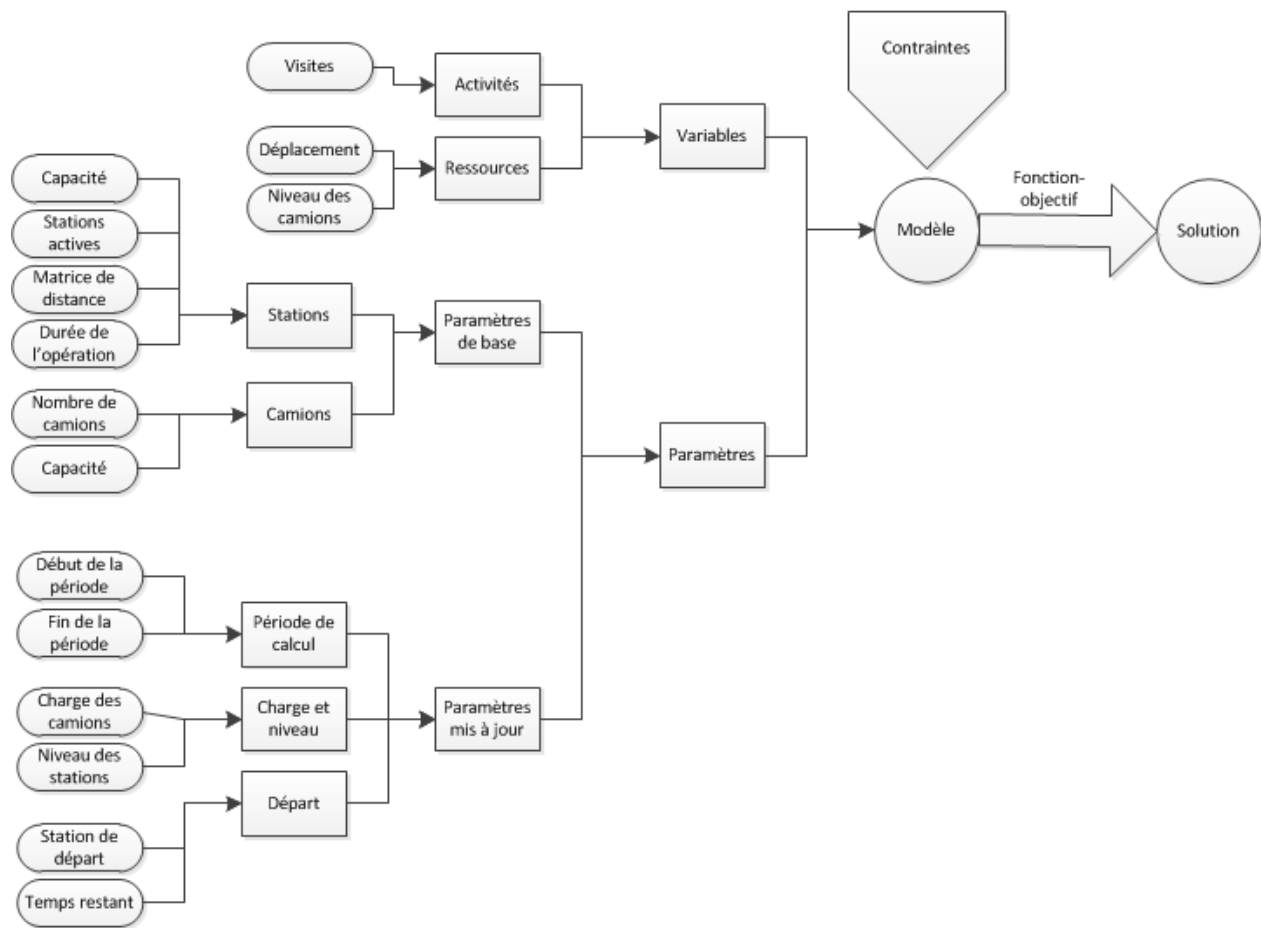 Contraintes
Visites
Activités
Variables
Déplacement
Ressources
Niveau des
camions
Capacité
Stations
actives
Matrice de
distance
Durée de
l'opération
Stations
Paramètres
de base
Fonction-
objectif
Modèle
Solution
Nombre de
camions
Camions
Capacité
Paramètres
Début de la
période
Fin de la
période
Période de
calcul
Charge des
camions
Charge et
niveau
Paramètres
mis à jour
Niveau des
stations
Départ
Station de
départ
Temps restant